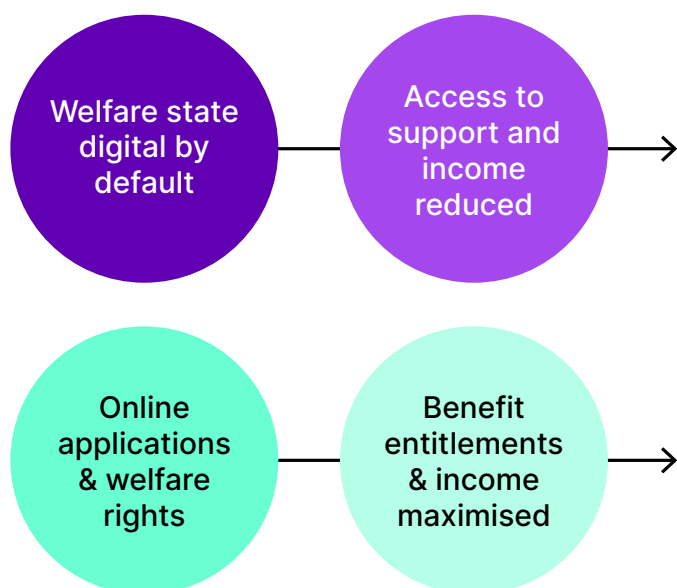 Welfare state
digital by
default
Access to
support and
income
reduced
Online
applications
& welfare
rights
Benefit
entitlements
& income
maximised